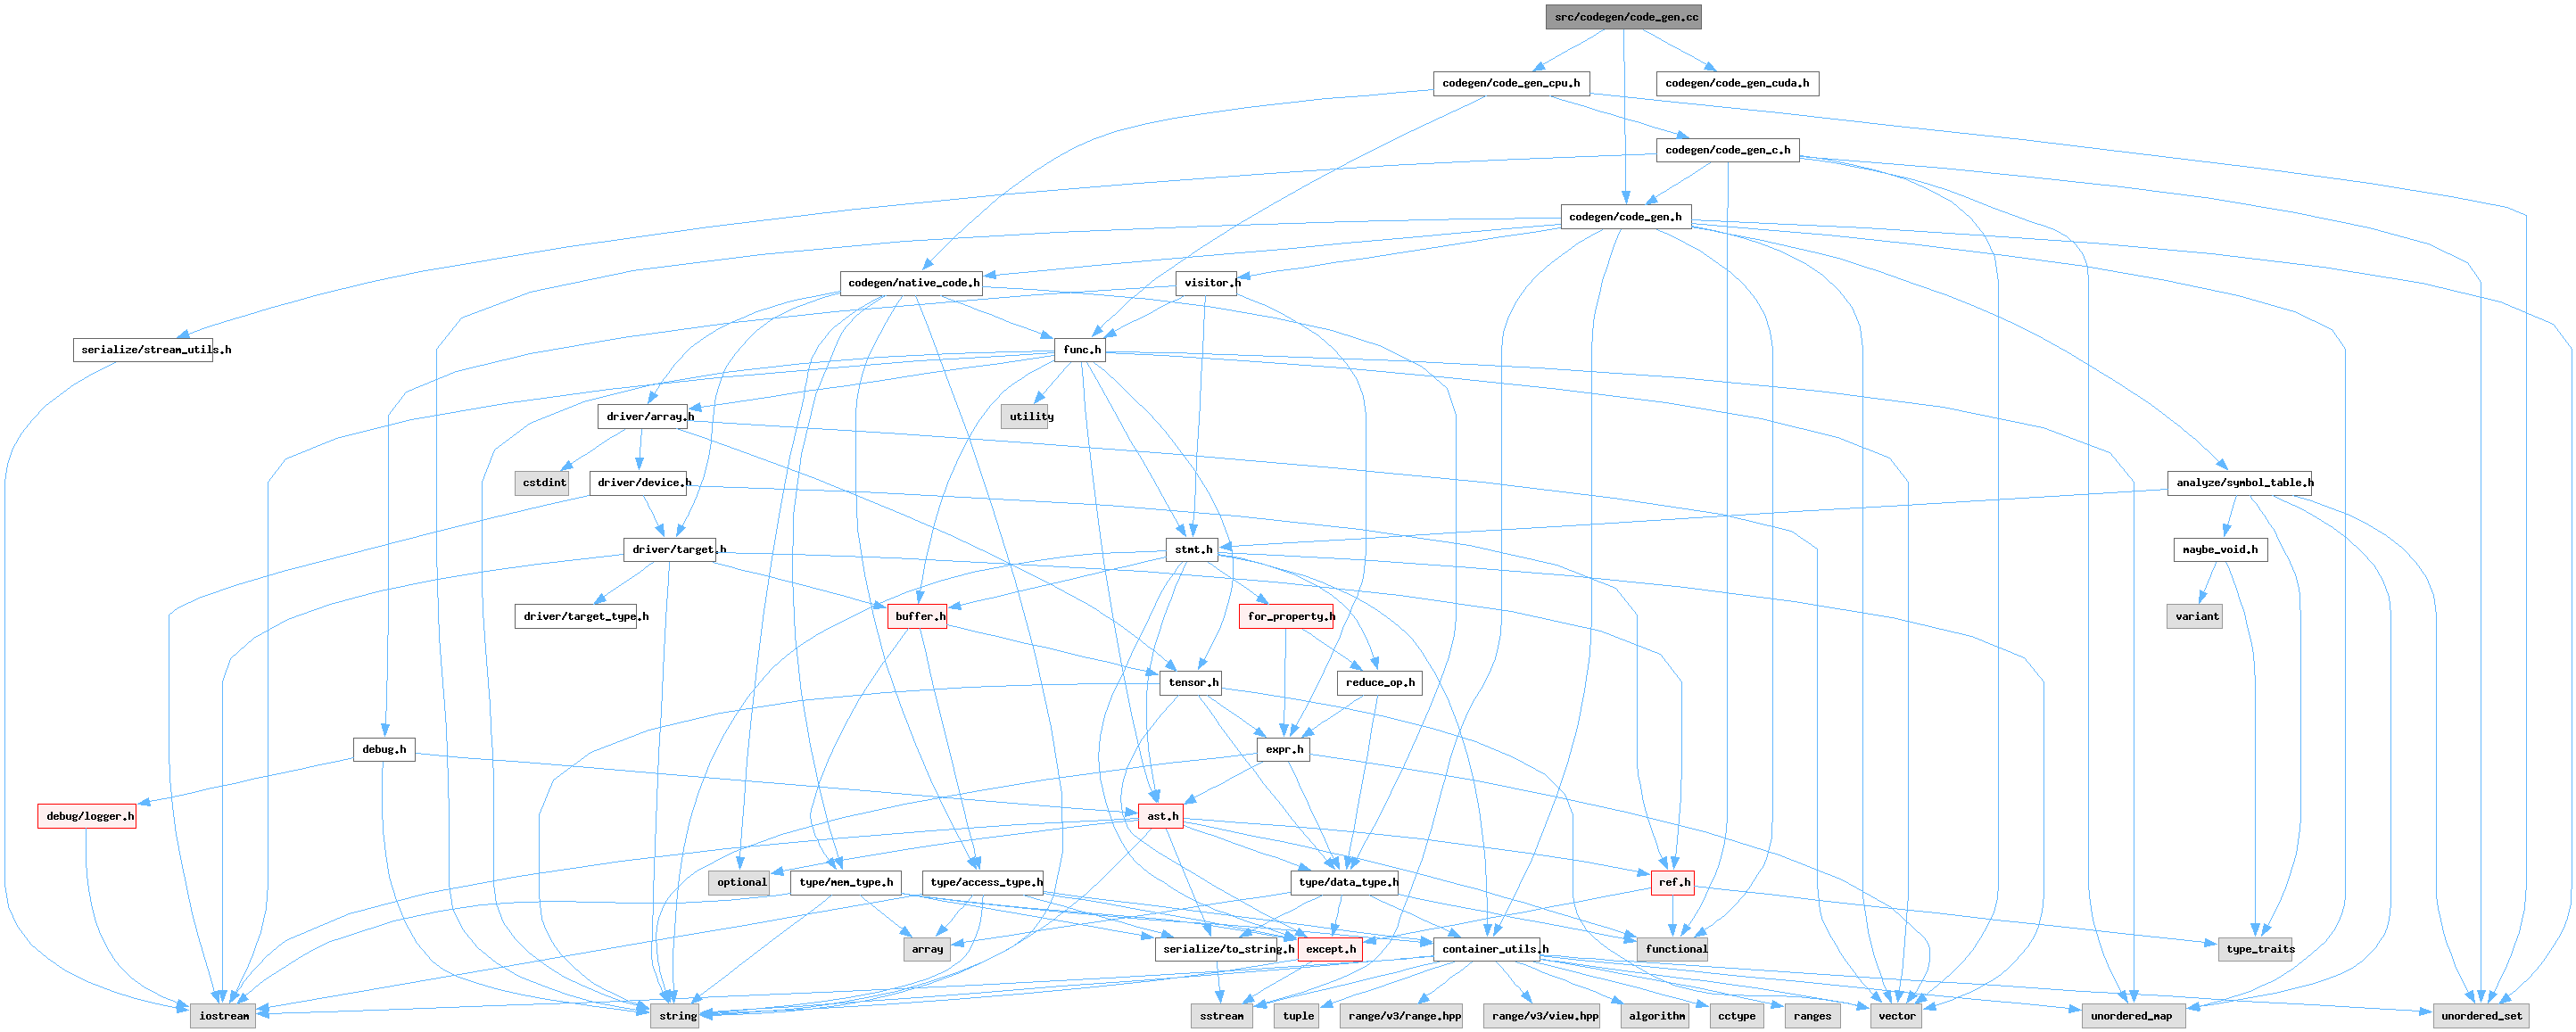 src/codegen/code_gen.cc
codegen/code_gen_cpu.h
codegen/code_gen_cuda.h
codegen/code_gen_c.h
codegen/code_gen.h
codegen/native_code.h
visitor.h
serialize/stream_utils.h
func.h
driver/array.h
utility
cstdint
driver/device.h
analyze/symbol_table.h
driver/target.h
stmt.h
maybe_void.h
driver/target_type.h
buffer.h
for_property.h
variant
tensor.h
reduce_op.h
debug.h
expr.h
debug/logger.h
ast.h
optional
type/mem_type.h
type/access_type.h
type/data_type.h
ref.h
array
serialize/to_string.h
except.h
container_utils.h
functional
type_traits
iostream
string
sstream
tuple
range/v3/range.hpp
range/v3/view.hpp
algorithm
cctype
ranges
vector
unordered_map
unordered_set